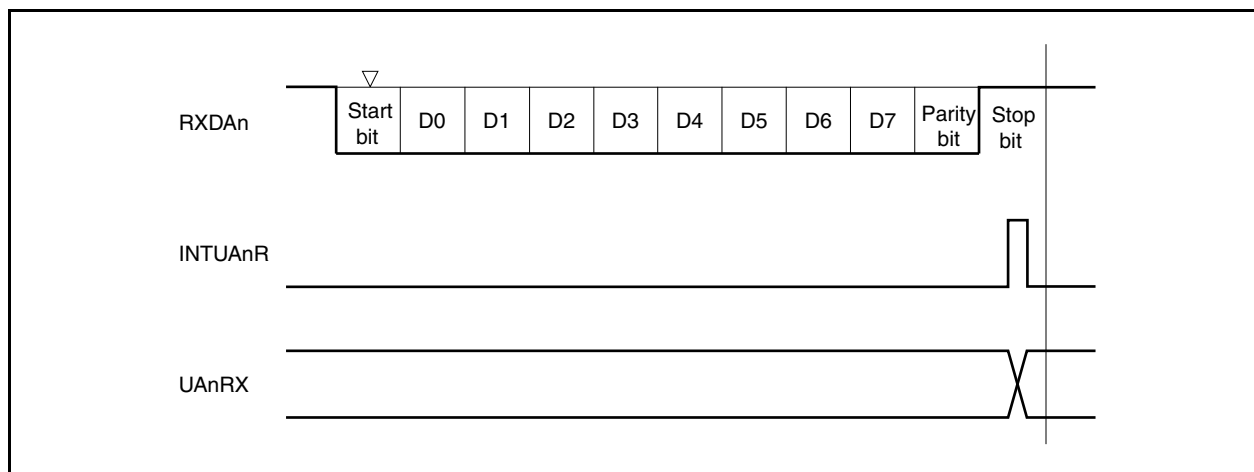 RXDAn
Start
bit
D0
D1
D2
D3
D4
D5
D6
D7
Parity
bit
Stop
bit
INTUAnR
UAnRX